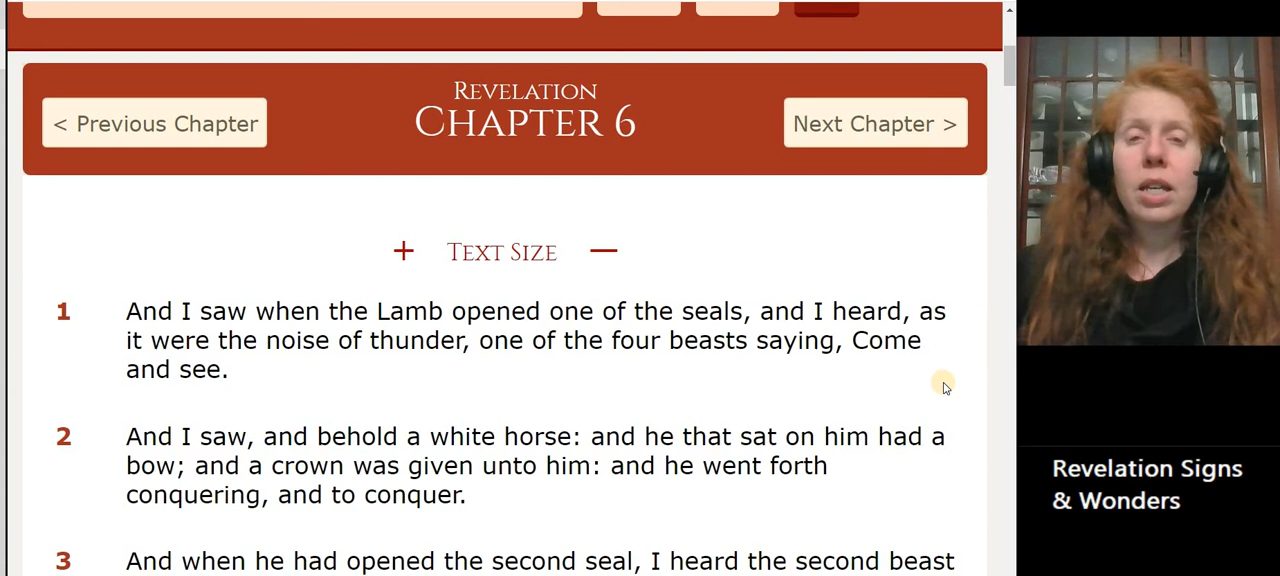 Revelation
Chapter 6
< Previous Chapter
Next Chapter >
+ Text Size —
1 And I saw when the Lamb opened one of the seals, and I heard, as
it were the noise of thunder, one of the four beasts saying, Come
and see.
2 And I saw, and behold a white horse: and he that sat on him had a
bow; and a crown was given unto him: and he went forth
conquering, and to conquer.
3 And when he had opened the second seal, I heard the second beast
Revelation Signs
& Wonders